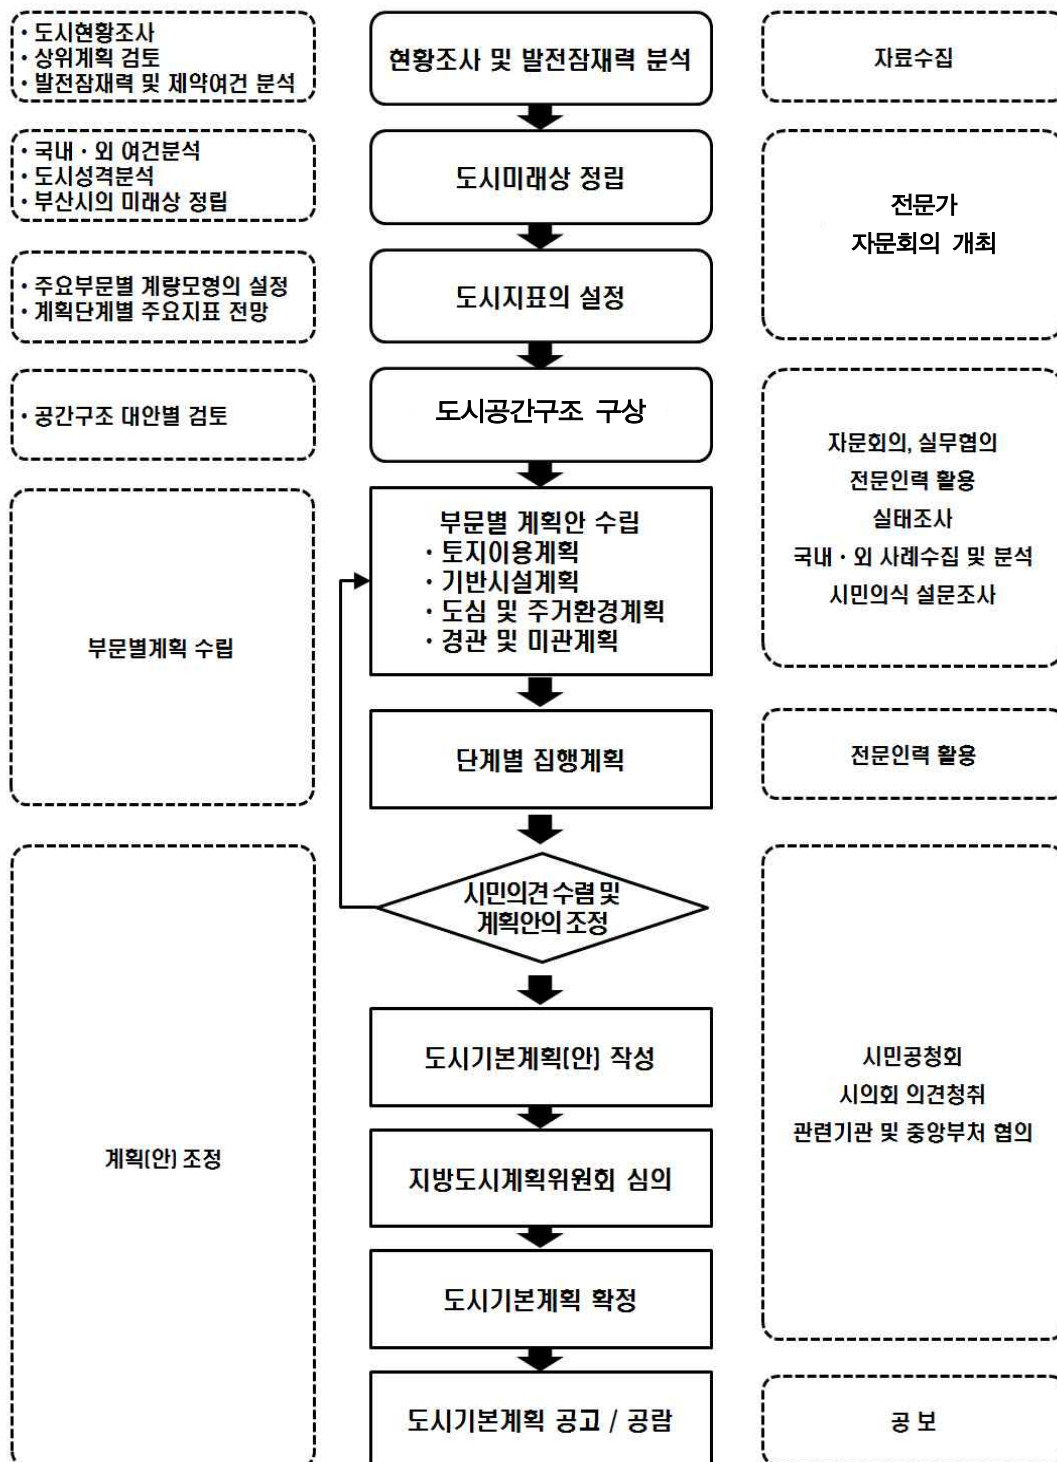 • 도시현황조사
• 상위계획 검토
• 발전잠재력 및 제약여건 분석
현황조사 및 발전잠재력 분석
자료수집
• 국내 · 외 여건분석
• 도시성격분석
• 부산시의 미래상 정립
도시미래상 정립
전문가
자문회의 개최
• 주요부문별 계량모형의 설정
• 계획단계별 주요지표 전망
도시지표의 설정
• 공간구조 대안별 검토
도시공간구조 구상
자문회의, 실무협의
전문인력 활용
실태조사
국내 · 외 사례수집 및 분석
시민의식 설문조사
부문별계획 수립
부문별 계획안 수립
• 토지이용계획
• 기반시설계획
• 도심 및 주거환경계획
• 경관 및 미관계획
단계별 집행계획
전문인력 활용
시민의견 수렴 및
계획안의 조정
계획(안) 조정
도시기본계획(안) 작성
시민공청회
시의회 의견청취
관련기관 및 중앙부처 협의
지방도시계획위원회 심의
도시기본계획 확정
도시기본계획 공고 / 공람
공 보